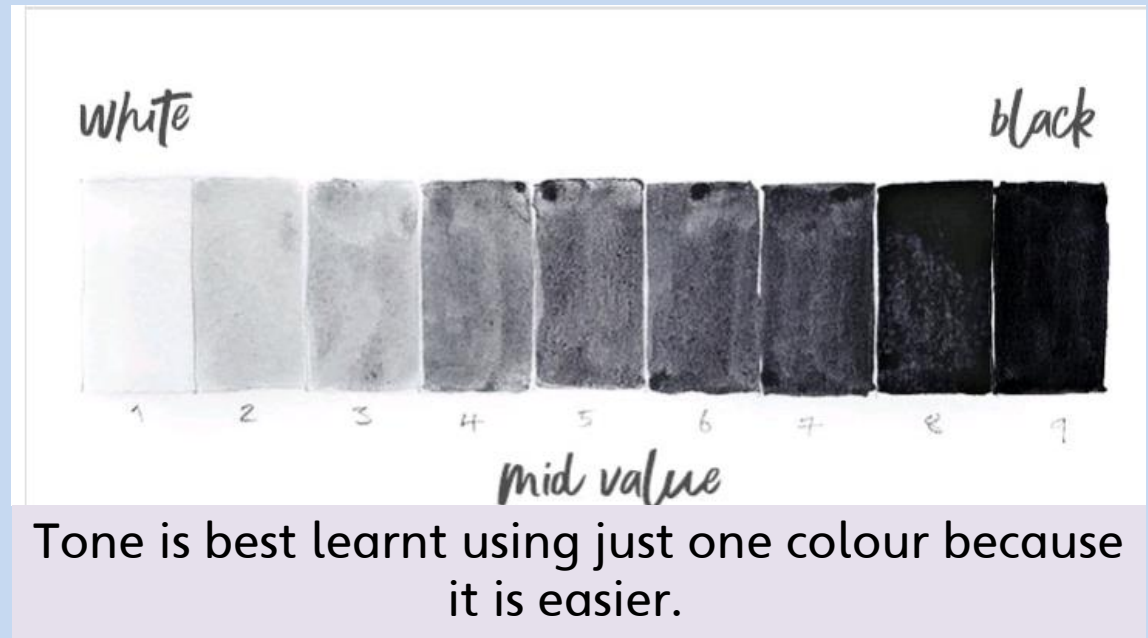 white black
1 2 3 4 5 6 7 8 9
mid value
Tone is best learnt using just one colour because
it is easier.